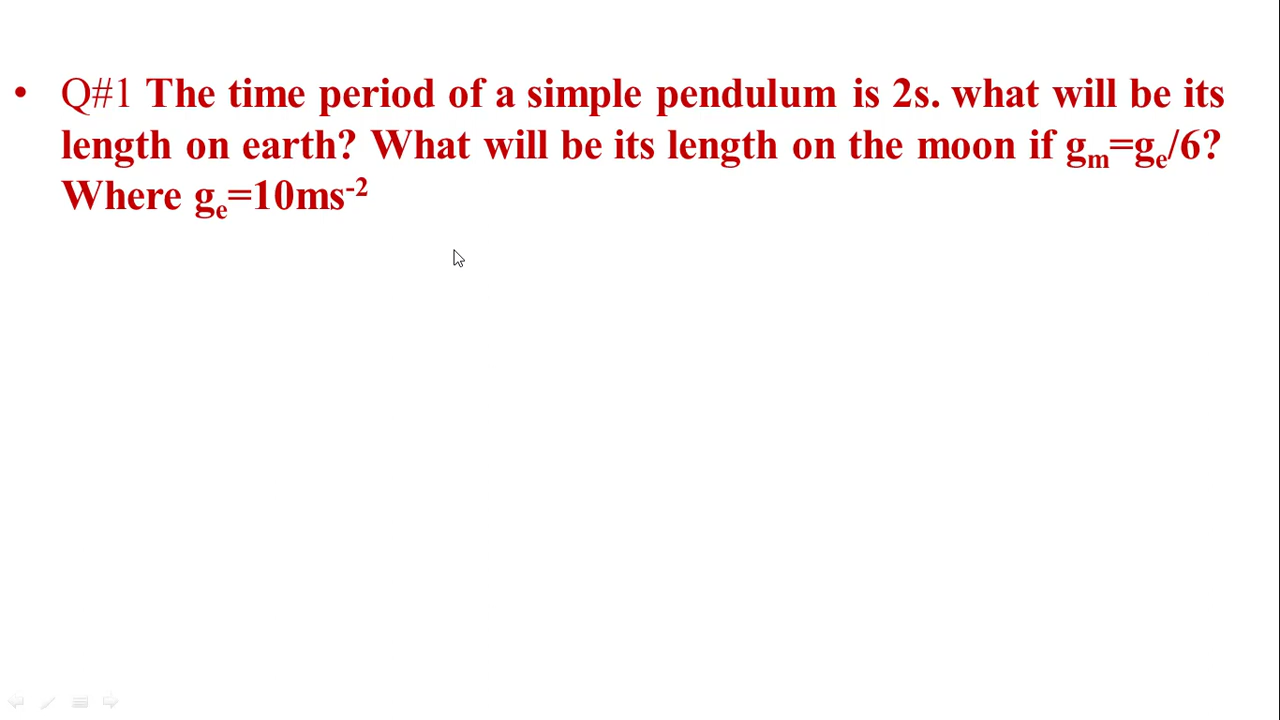 • Q#1 The time period of a simple pendulum is 2s. what will be its
length on earth? What will be its length on the moon if gₘ=gₑ/6?
Where gₑ=10ms⁻²